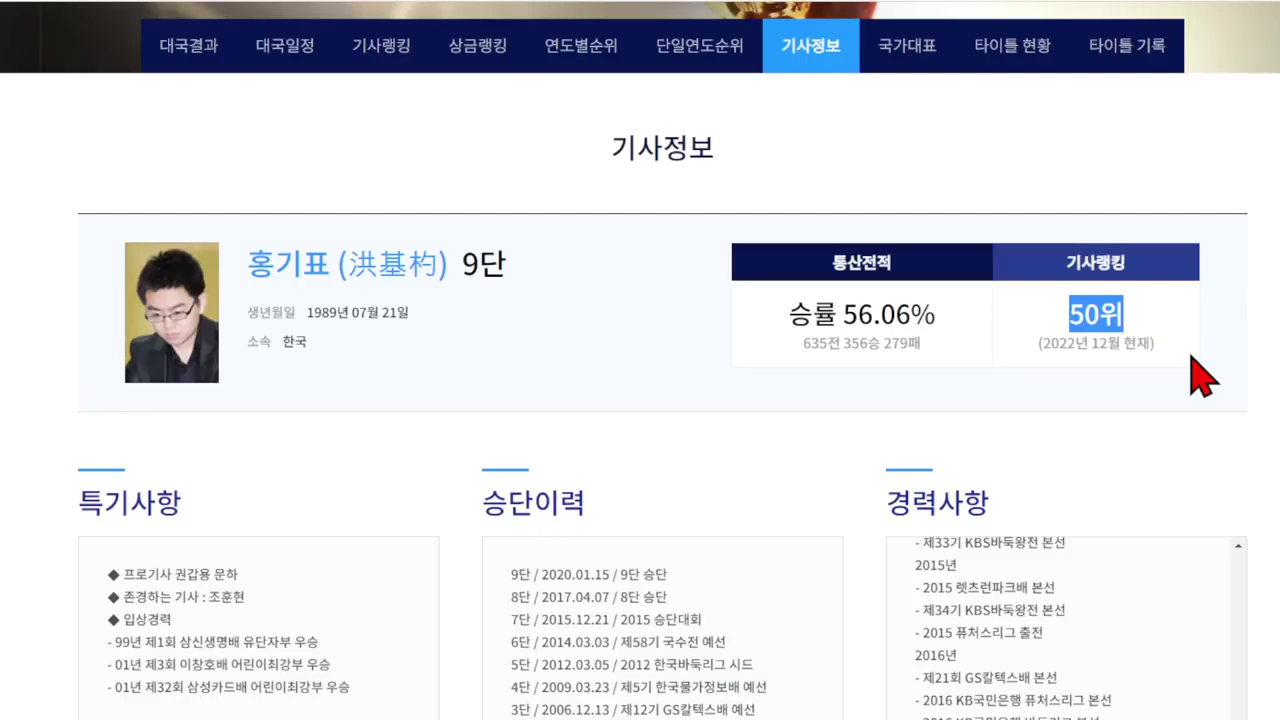 대국결과 대국일정 기사랭킹 상금랭킹 연도별순위 단일연도순위 기사정보 국가대표 타이틀 현황 타이틀 기록
기사정보
홍기표 (洪基杓) 9단
생년월일 1989년 07월 21일
소속 한국
통산전적 기사랭킹
승률 56.06% 50위
635전 356승 279패 (2022년 12월 현재)
특기사항
◆ 프로기사 권갑용 문하
◆ 존경하는 기사 : 조훈현
◆ 입상경력
- 99년 제1회 삼신생명배 유단자부 우승
- 01년 제3회 이창호배 어린이최강부 우승
- 01년 제32회 삼성카드배 어린이최강부 우승
승단이력
9단 / 2020.01.15 / 9단 승단
8단 / 2017.04.07 / 8단 승단
7단 / 2015.12.21 / 2015 승단대회
6단 / 2014.03.03 / 제58기 국수전 예선
5단 / 2012.03.05 / 2012 한국바둑리그 시드
4단 / 2009.03.23 / 제5기 한국물가정보배 예선
3단 / 2006.12.13 / 제12기 GS칼텍스배 예선
경력사항
- 제33기 KBS바둑왕전 본선
2015년
- 2015 렛츠런파크배 본선
- 제34기 KBS바둑왕전 본선
- 2015 퓨처스리그 출전
2016년
- 제21회 GS칼텍스배 본선
- 2016 KB국민은행 퓨처스리그 본선